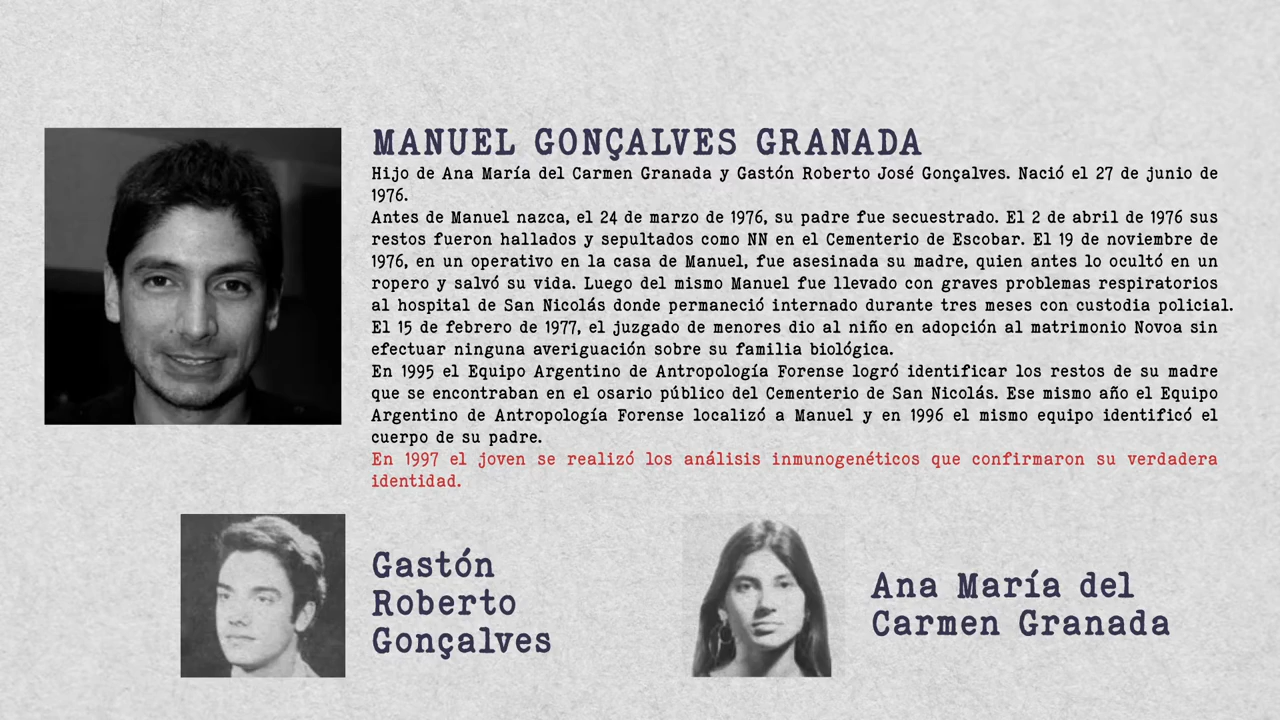 MANUEL GONÇALVES GRANADA
Hijo de Ana María del Carmen Granada y Gastón Roberto José Gonçalves. Nació el 27 de junio de
1976.
Antes de Manuel nazca, el 24 de marzo de 1976, su padre fue secuestrado. El 2 de abril de 1976 sus
restos fueron hallados y sepultados como NN en el Cementerio de Escobar. El 19 de noviembre de
1976, en un operativo en la casa de Manuel, fue asesinada su madre, quien antes lo ocultó en un
ropero y salvó su vida. Luego del mismo Manuel fue llevado con graves problemas respiratorios
al hospital de San Nicolás donde permaneció internado durante tres meses con custodia policial.
El 15 de febrero de 1977, el juzgado de menores dio al niño en adopción al matrimonio Novoa sin
efectuar ninguna averiguación sobre su familia biológica.
En 1995 el Equipo Argentino de Antropología Forense logró identificar los restos de su madre
que se encontraban en el osario público del Cementerio de San Nicolás. Ese mismo año el Equipo
Argentino de Antropología Forense localizó a Manuel y en 1996 el mismo equipo identificó el
cuerpo de su padre.
En 1997 el joven se realizó los análisis inmunogenéticos que confirmaron su verdadera
identidad.
Gastón
Roberto
Gonçalves
Ana María del
Carmen Granada